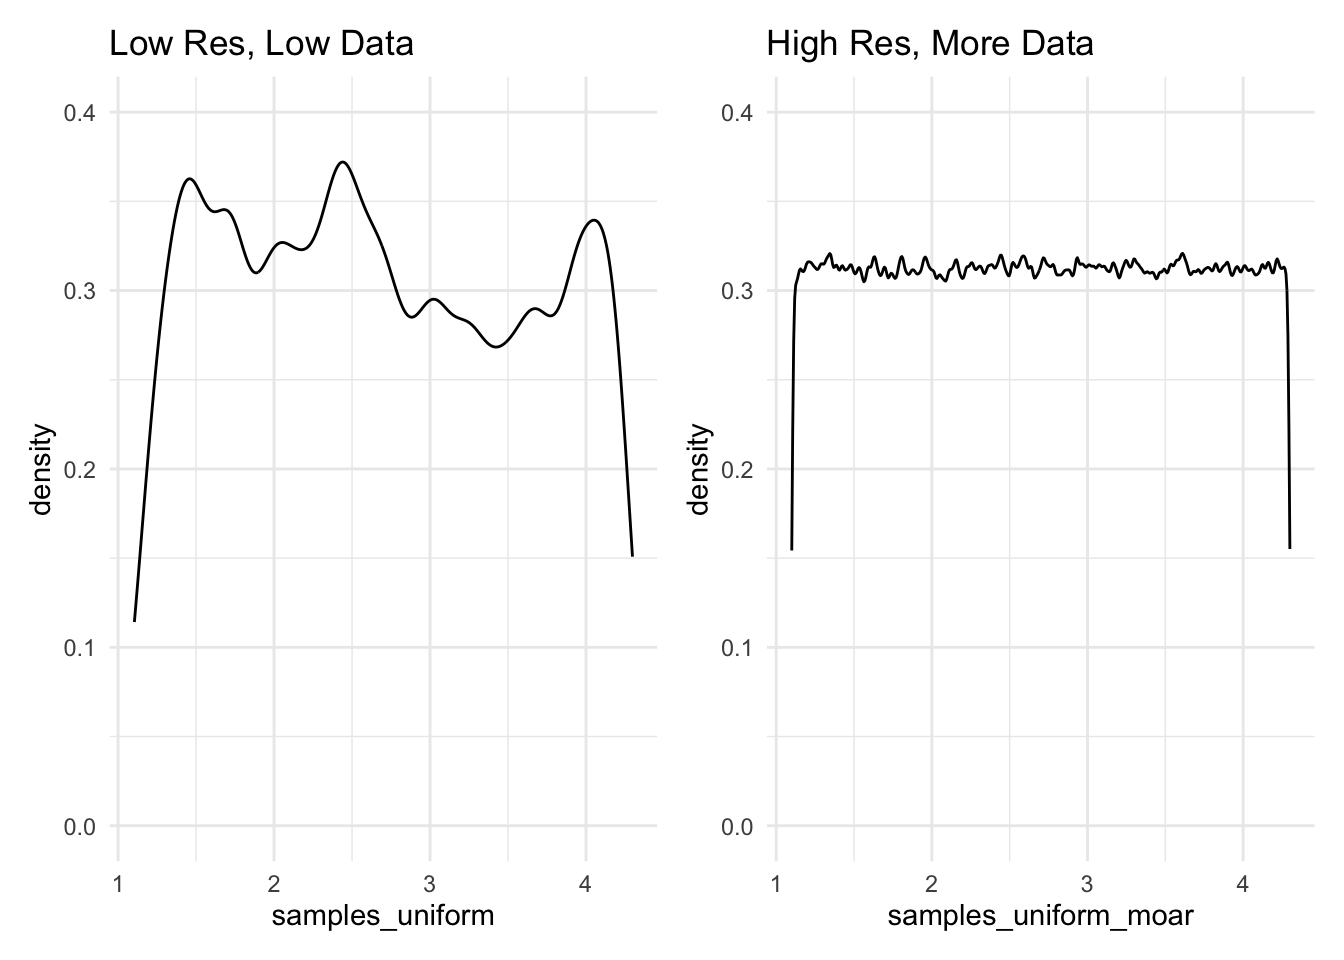 Low Res, Low Data
density
0.4
0.3
0.2
0.1
0.0
1 2 3 4
samples_uniform
High Res, More Data
density
0.4
0.3
0.2
0.1
0.0
1 2 3 4
samples_uniform_moar